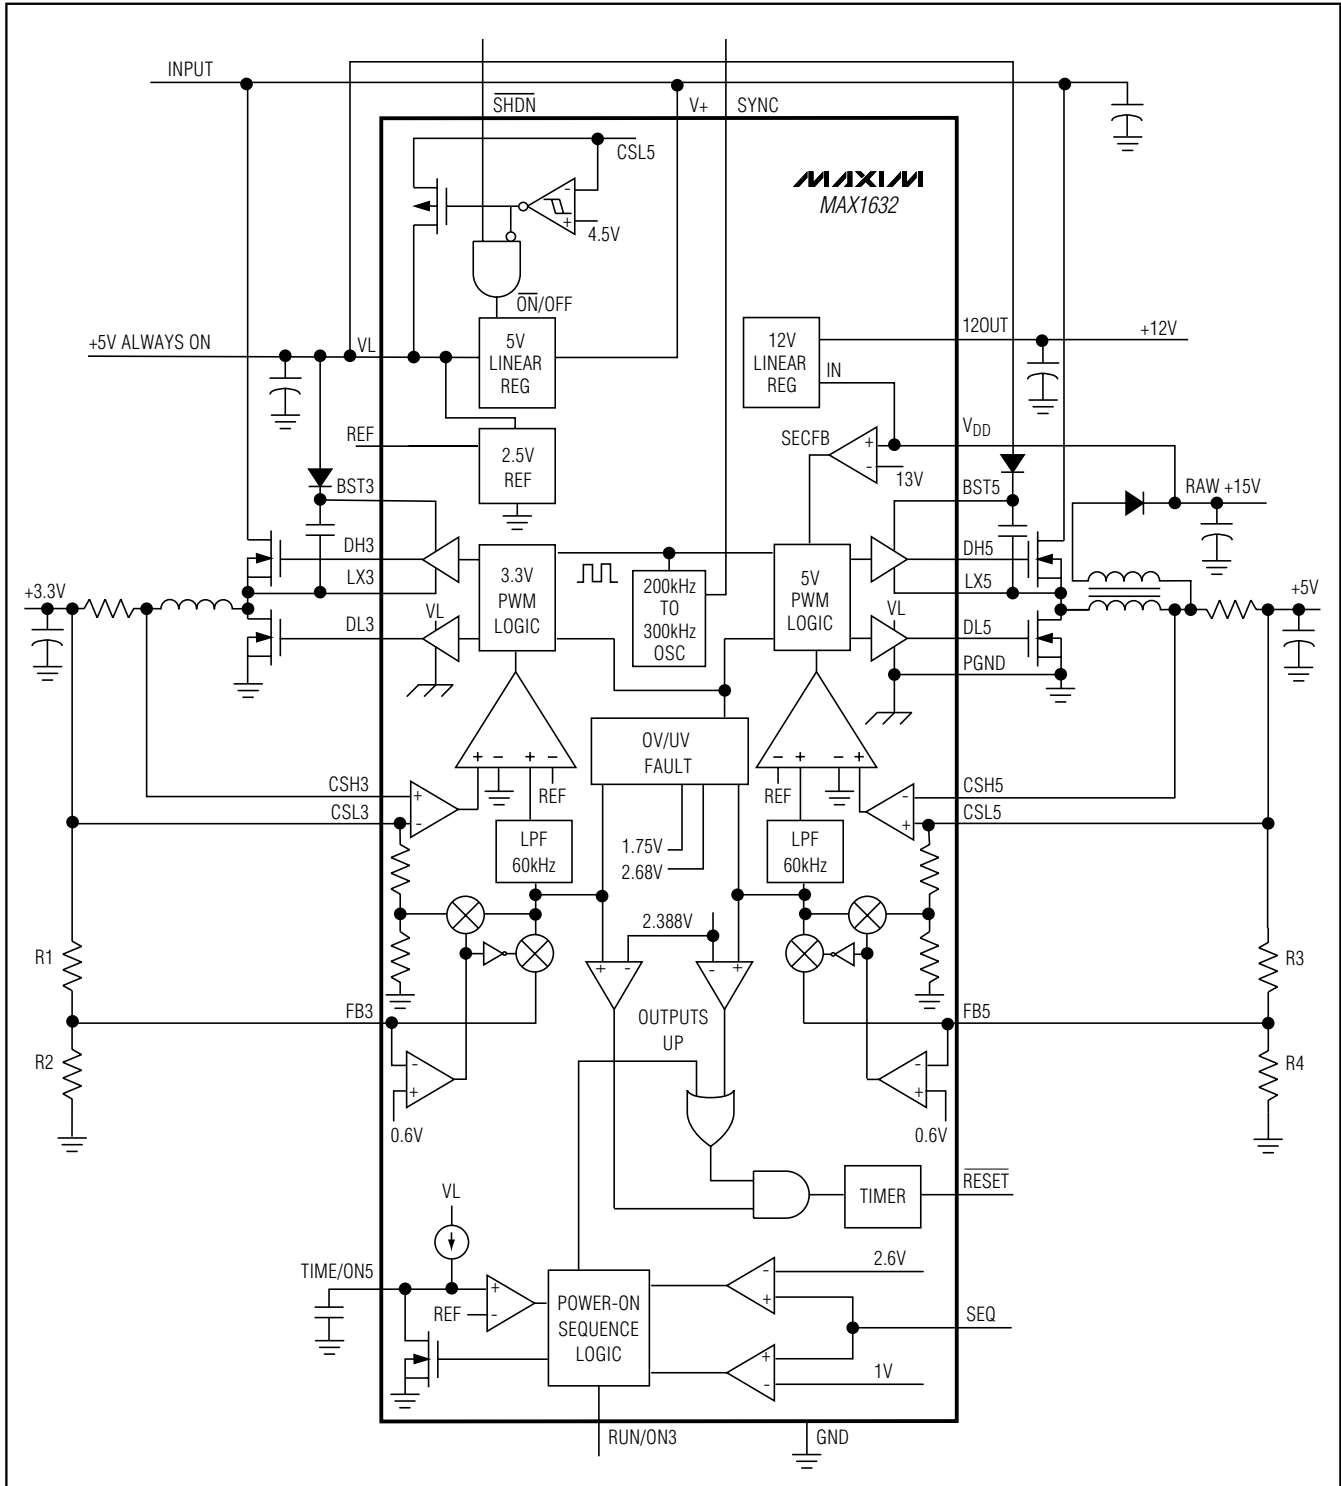 INPUT
SHDN
V+
SYNC
CSL5
MAXIM
MAX1632
-
+
4.5V
ON/OFF
+5V ALWAYS ON
VL
5V
LINEAR
REG
12V
LINEAR
REG
IN
12OUT
+12V
REF
2.5V
REF
SECFB
+
-
13V
VDD
BST3
BST5
RAW +15V
DH3
LX3
3.3V
PWM
LOGIC
200kHz
TO
300kHz
OSC
5V
PWM
LOGIC
DH5
LX5
+3.3V
+5V
DL3
VL
VL
DL5
PGND
OV/UV
FAULT
+ - + -
- + - +
REF
REF
CSH3
CSL3
+
-
CSH5
CSL5
-
+
LPF
60kHz
1.75V
2.68V
LPF
60kHz
2.388V
R1
R3
+ -
- +
FB3
OUTPUTS
UP
FB5
R2
R4
-
+
-
+
0.6V
0.6V
TIMER
RESET
VL
TIME/ON5
+
-
REF
POWER-ON
SEQUENCE
LOGIC
-
+
2.6V
SEQ
+
-
1V
RUN/ON3
GND